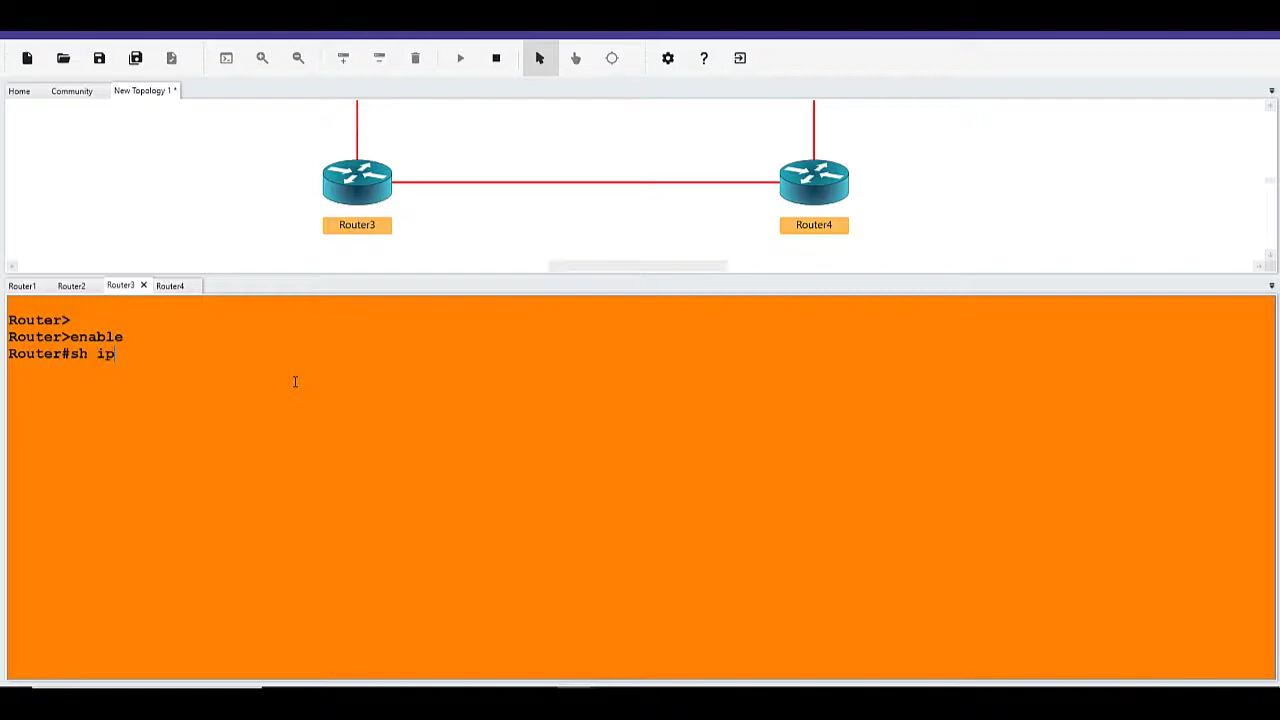 Home Community New Topology 1 *
Router3 Router4
Router1 Router2 Router3 Router4
Router>
Router>enable
Router#sh ip